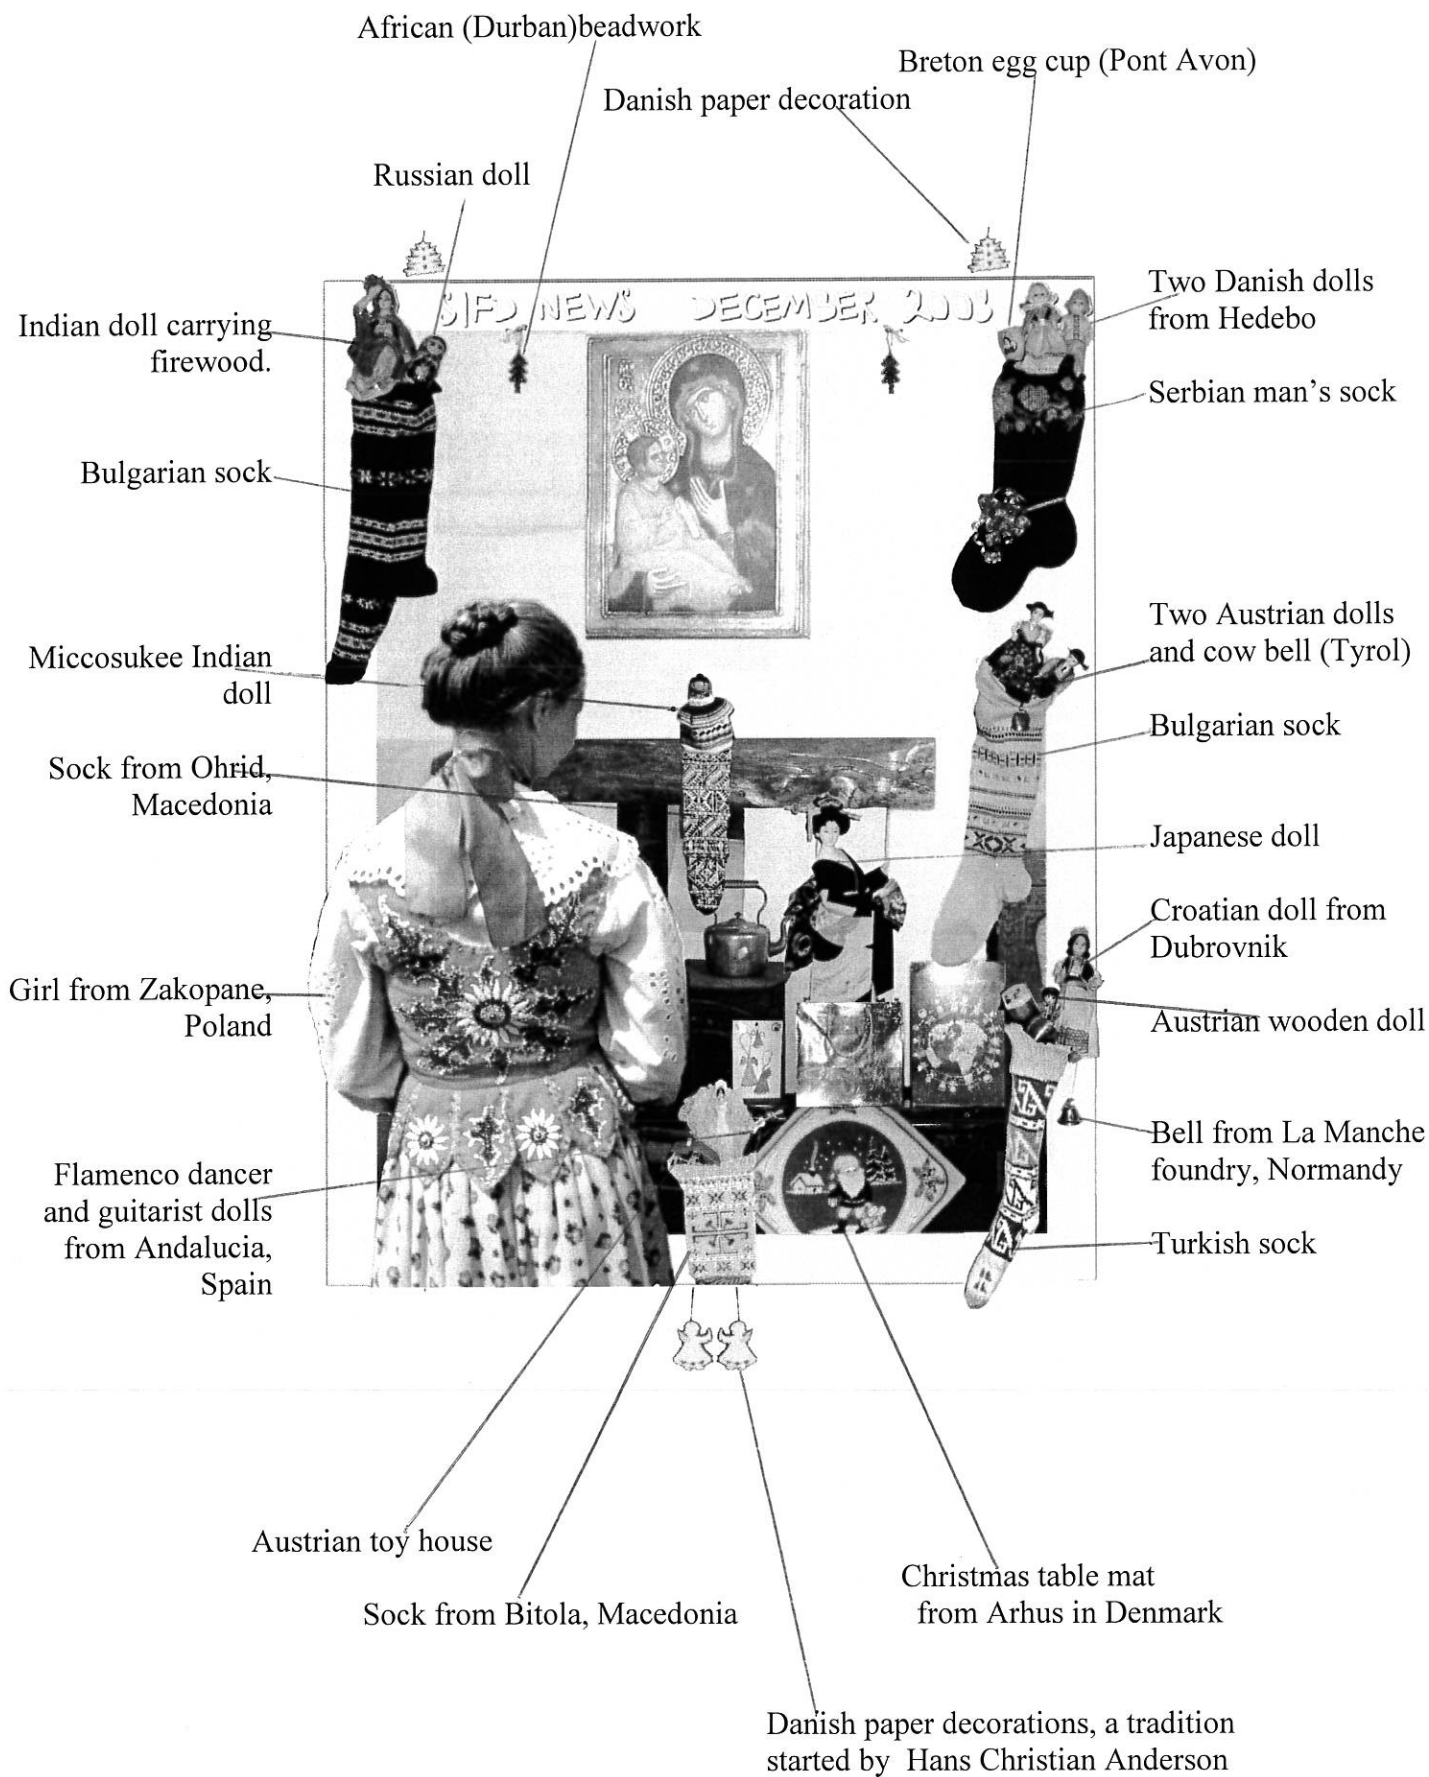 African (Durban)beadwork
Breton egg cup (Pont Avon)
Danish paper decoration
Russian doll
SIFD NEWS DECEMBER 2003
Indian doll carrying
firewood.
Two Danish dolls
from Hedebo
Serbian man's sock
Bulgarian sock
Miccosukee Indian
doll
Two Austrian dolls
and cow bell (Tyrol)
Bulgarian sock
Sock from Ohrid,
Macedonia
Japanese doll
Croatian doll from
Dubrovnik
Girl from Zakopane,
Poland
Austrian wooden doll
Bell from La Manche
foundry, Normandy
Flamenco dancer
and guitarist dolls
from Andalucia,
Spain
Turkish sock
Austrian toy house
Sock from Bitola, Macedonia
Christmas table mat
from Arhus in Denmark
Danish paper decorations, a tradition
started by Hans Christian Anderson